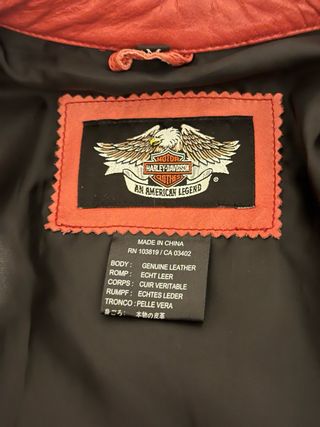 M
MOTOR
HARLEY-DAVIDSON
CYCLES
AN AMERICAN LEGEND ®
MADE IN CHINA
RN 103819 / CA 03402
BODY : GENUINE LEATHER
ROMP : ECHT LEER
CORPS : CUIR VERITABLE
RUMPF : ECHTES LEDER
TRONCO : PELLE VERA
身ごろ : 本物の皮革